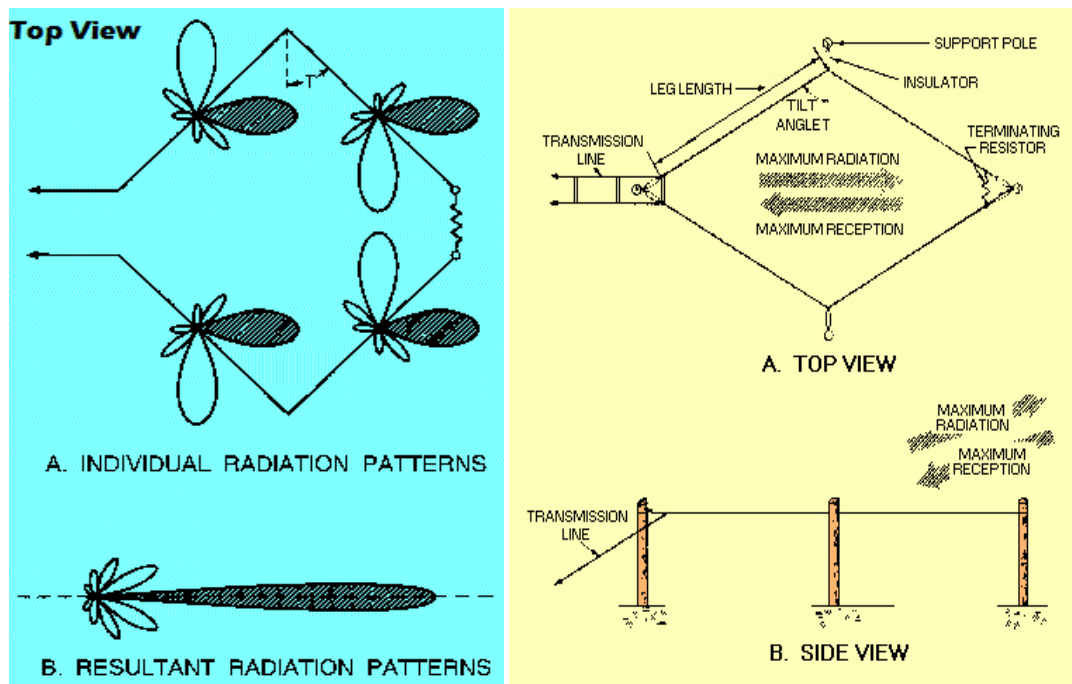 Top View
T
A. INDIVIDUAL RADIATION PATTERNS
B. RESULTANT RADIATION PATTERNS
SUPPORT POLE
INSULATOR
LEG LENGTH
TILT
ANGLET
TRANSMISSION
LINE
TERMINATING
RESISTOR
MAXIMUM RADIATION
MAXIMUM RECEPTION
A. TOP VIEW
MAXIMUM
RADIATION
MAXIMUM
RECEPTION
TRANSMISSION
LINE
B. SIDE VIEW